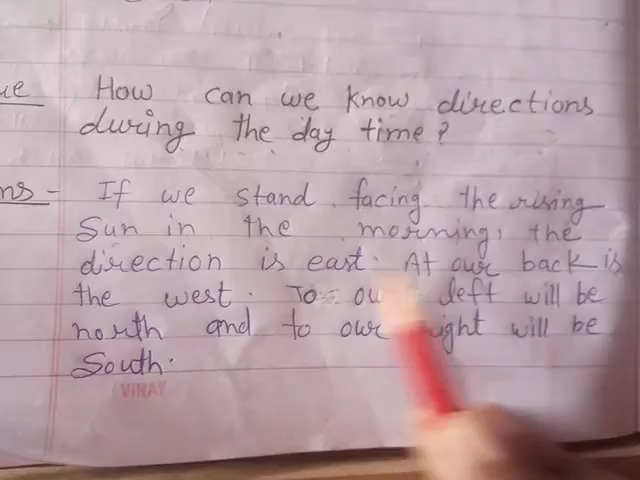 ue How can we know directions
during the day time?
ns - If we stand facing the rising
Sun in the morning, the
direction is east. At our back is
the west. To our left will be
north and to our right will be
South.
VINAY